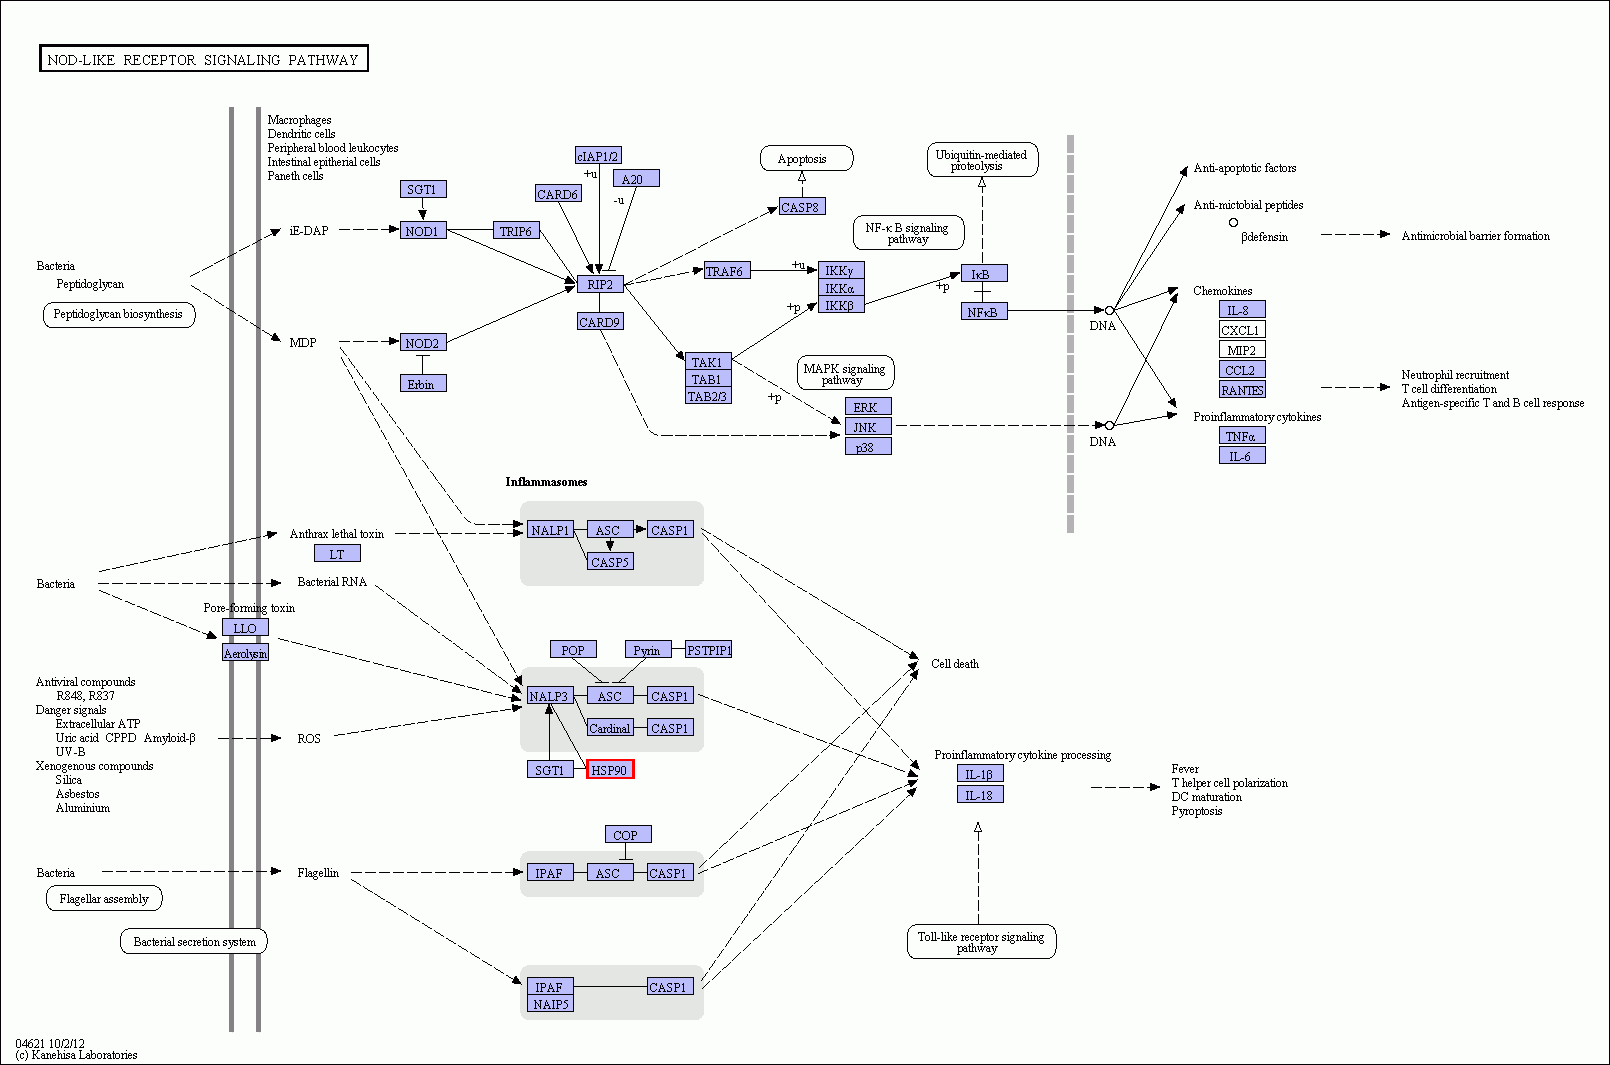 NOD-LIKE RECEPTOR SIGNALING PATHWAY
Macrophages
Dendritic cells
Peripheral blood leukocytes
Intestinal epitherial cells
Paneth cells
SGT1
NOD1
TRIP6
CARD6
cIAP1/2
+u
A20
-u
RIP2
CARD9
Apoptosis
CASP8
Ubiquitin-mediated
proteolysis
NF-κ B signaling
pathway
TRAF6
+u
IKKγ
IKKα
IKKβ
+p
+p
IκB
NFκB
DNA
Anti-apoptotic factors
Anti-mictobial peptides
βdefensin
Antimicrobial barrier formation
Chemokines
IL-8
CXCL1
MIP2
CCL2
RANTES
Neutrophil recruitment
T cell differentiation
Antigen-specific T and B cell response
Proinflammatory cytokines
TNFα
IL-6
Bacteria
Peptidoglycan
Peptidoglycan biosynthesis
iE-DAP
MDP
NOD2
Erbin
TAK1
TAB1
TAB2/3
+p
MAPK signaling
pathway
ERK
JNK
p38
DNA
Inflammasomes
Anthrax lethal toxin
LT
NALP1
ASC
CASP1
CASP5
Bacteria
Bacterial RNA
Pore-forming toxin
LLO
Aerolysin
POP
Pyrin
PSTPIP1
NALP3
ASC
CASP1
Cardinal
CASP1
SGT1
HSP90
Cell death
Antiviral compounds
R848, R837
Danger signals
Extracellular ATP
Uric acid CPPD Amyloid-β
UV-B
Xenogenous compounds
Silica
Asbestos
Aluminium
ROS
Proinflammatory cytokine processing
IL-1β
IL-18
Fever
T helper cell polarization
DC maturation
Pyroptosis
COP
Bacteria
Flagellin
IPAF
ASC
CASP1
Flagellar assembly
Bacterial secretion system
Toll-like receptor signaling
pathway
IPAF
CASP1
NAIP5
04621 10/2/12
(c) Kanehisa Laboratories